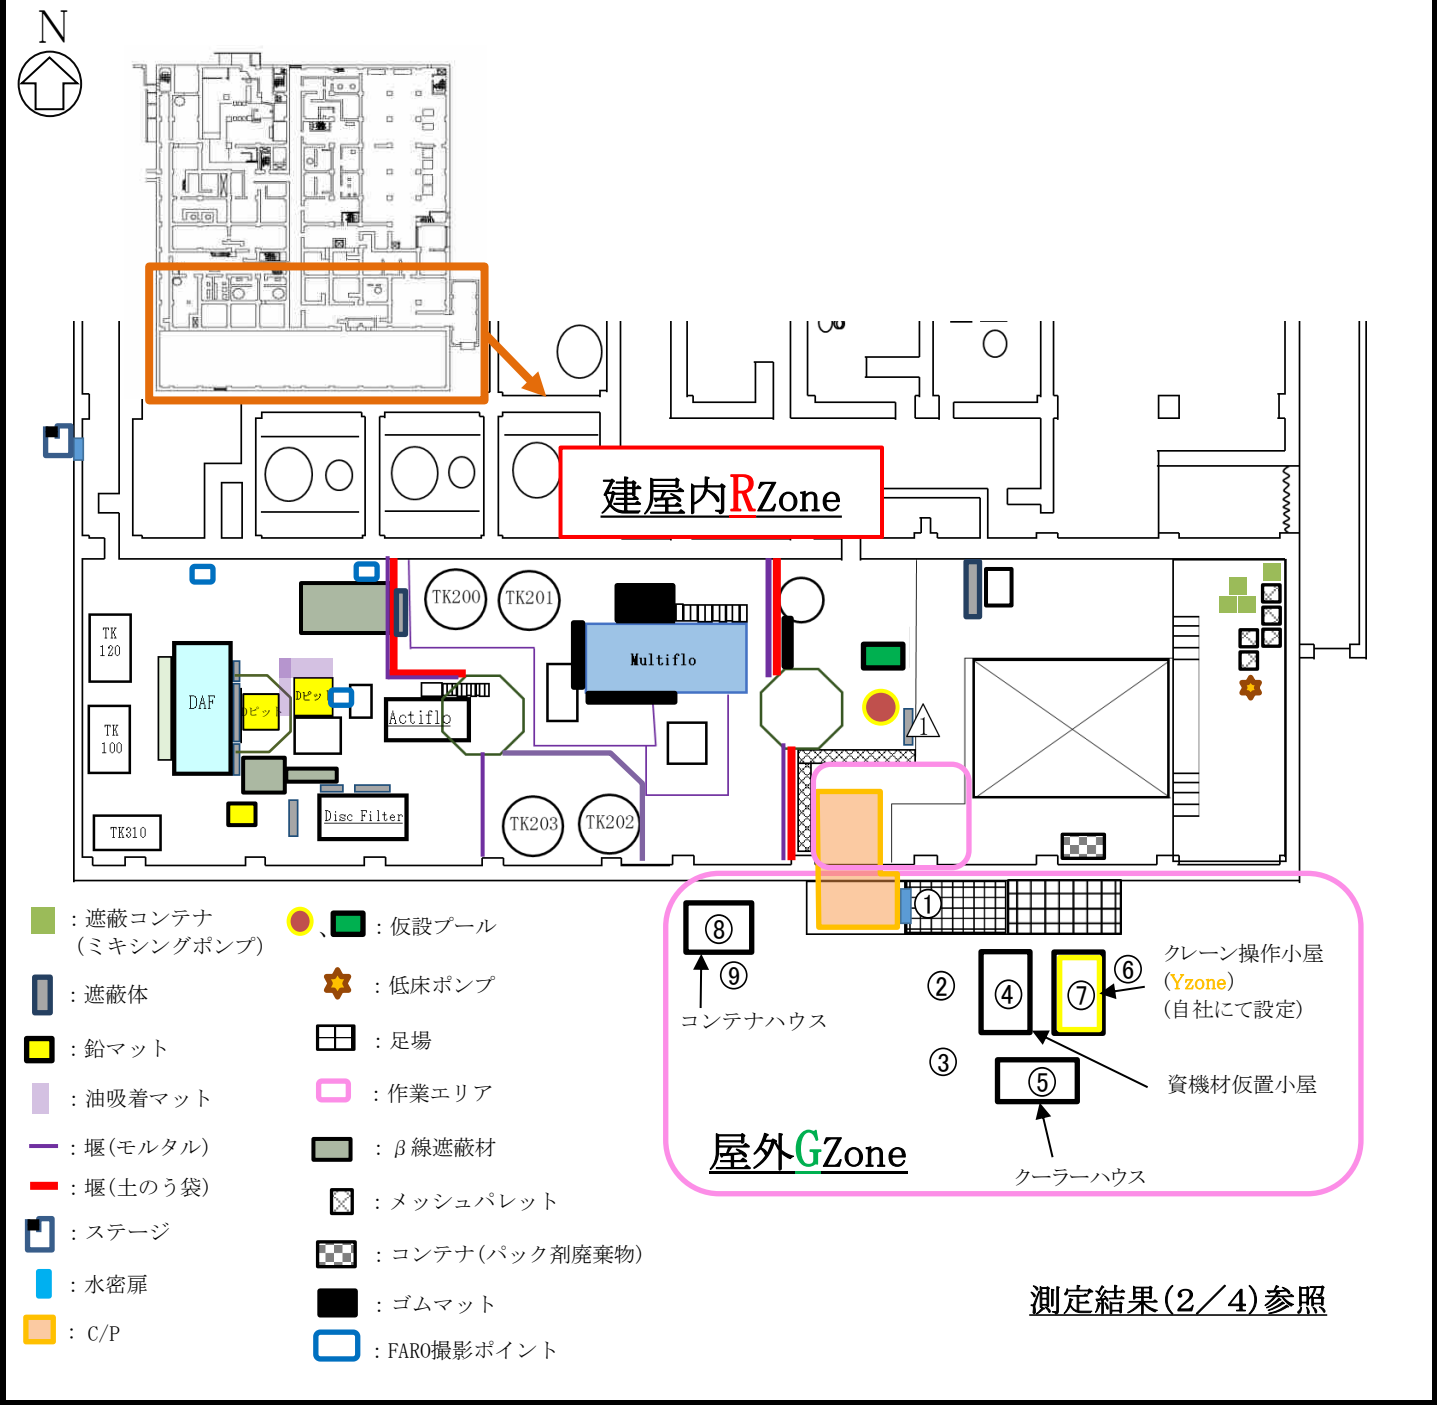 N
建屋内RZone
TK200
TK201
TK
120
Multiflo
DAF
Dピット
Dピット
Actiflo
1
TK
100
TK203
TK202
Disc Filter
TK310
:遮蔽コンテナ
(ミキシングポンプ)
:遮蔽体
:鉛マット
:油吸着マット
:堰(モルタル)
:堰(土のう袋)
:ステージ
:水密扉
: C/P
、
:仮設プール
:低床ポンプ
:足場
:作業エリア
:β線遮蔽材
:メッシュパレット
:コンテナ(パック剤廃棄物)
:ゴムマット
:FARO撮影ポイント
①
⑧
⑨
コンテナハウス
②
④
⑦
⑥
クレーン操作小屋
(Yzone)
(自社にて設定)
③
⑤
資機材仮置小屋
クーラーハウス
屋外GZone
測定結果(2/4)参照